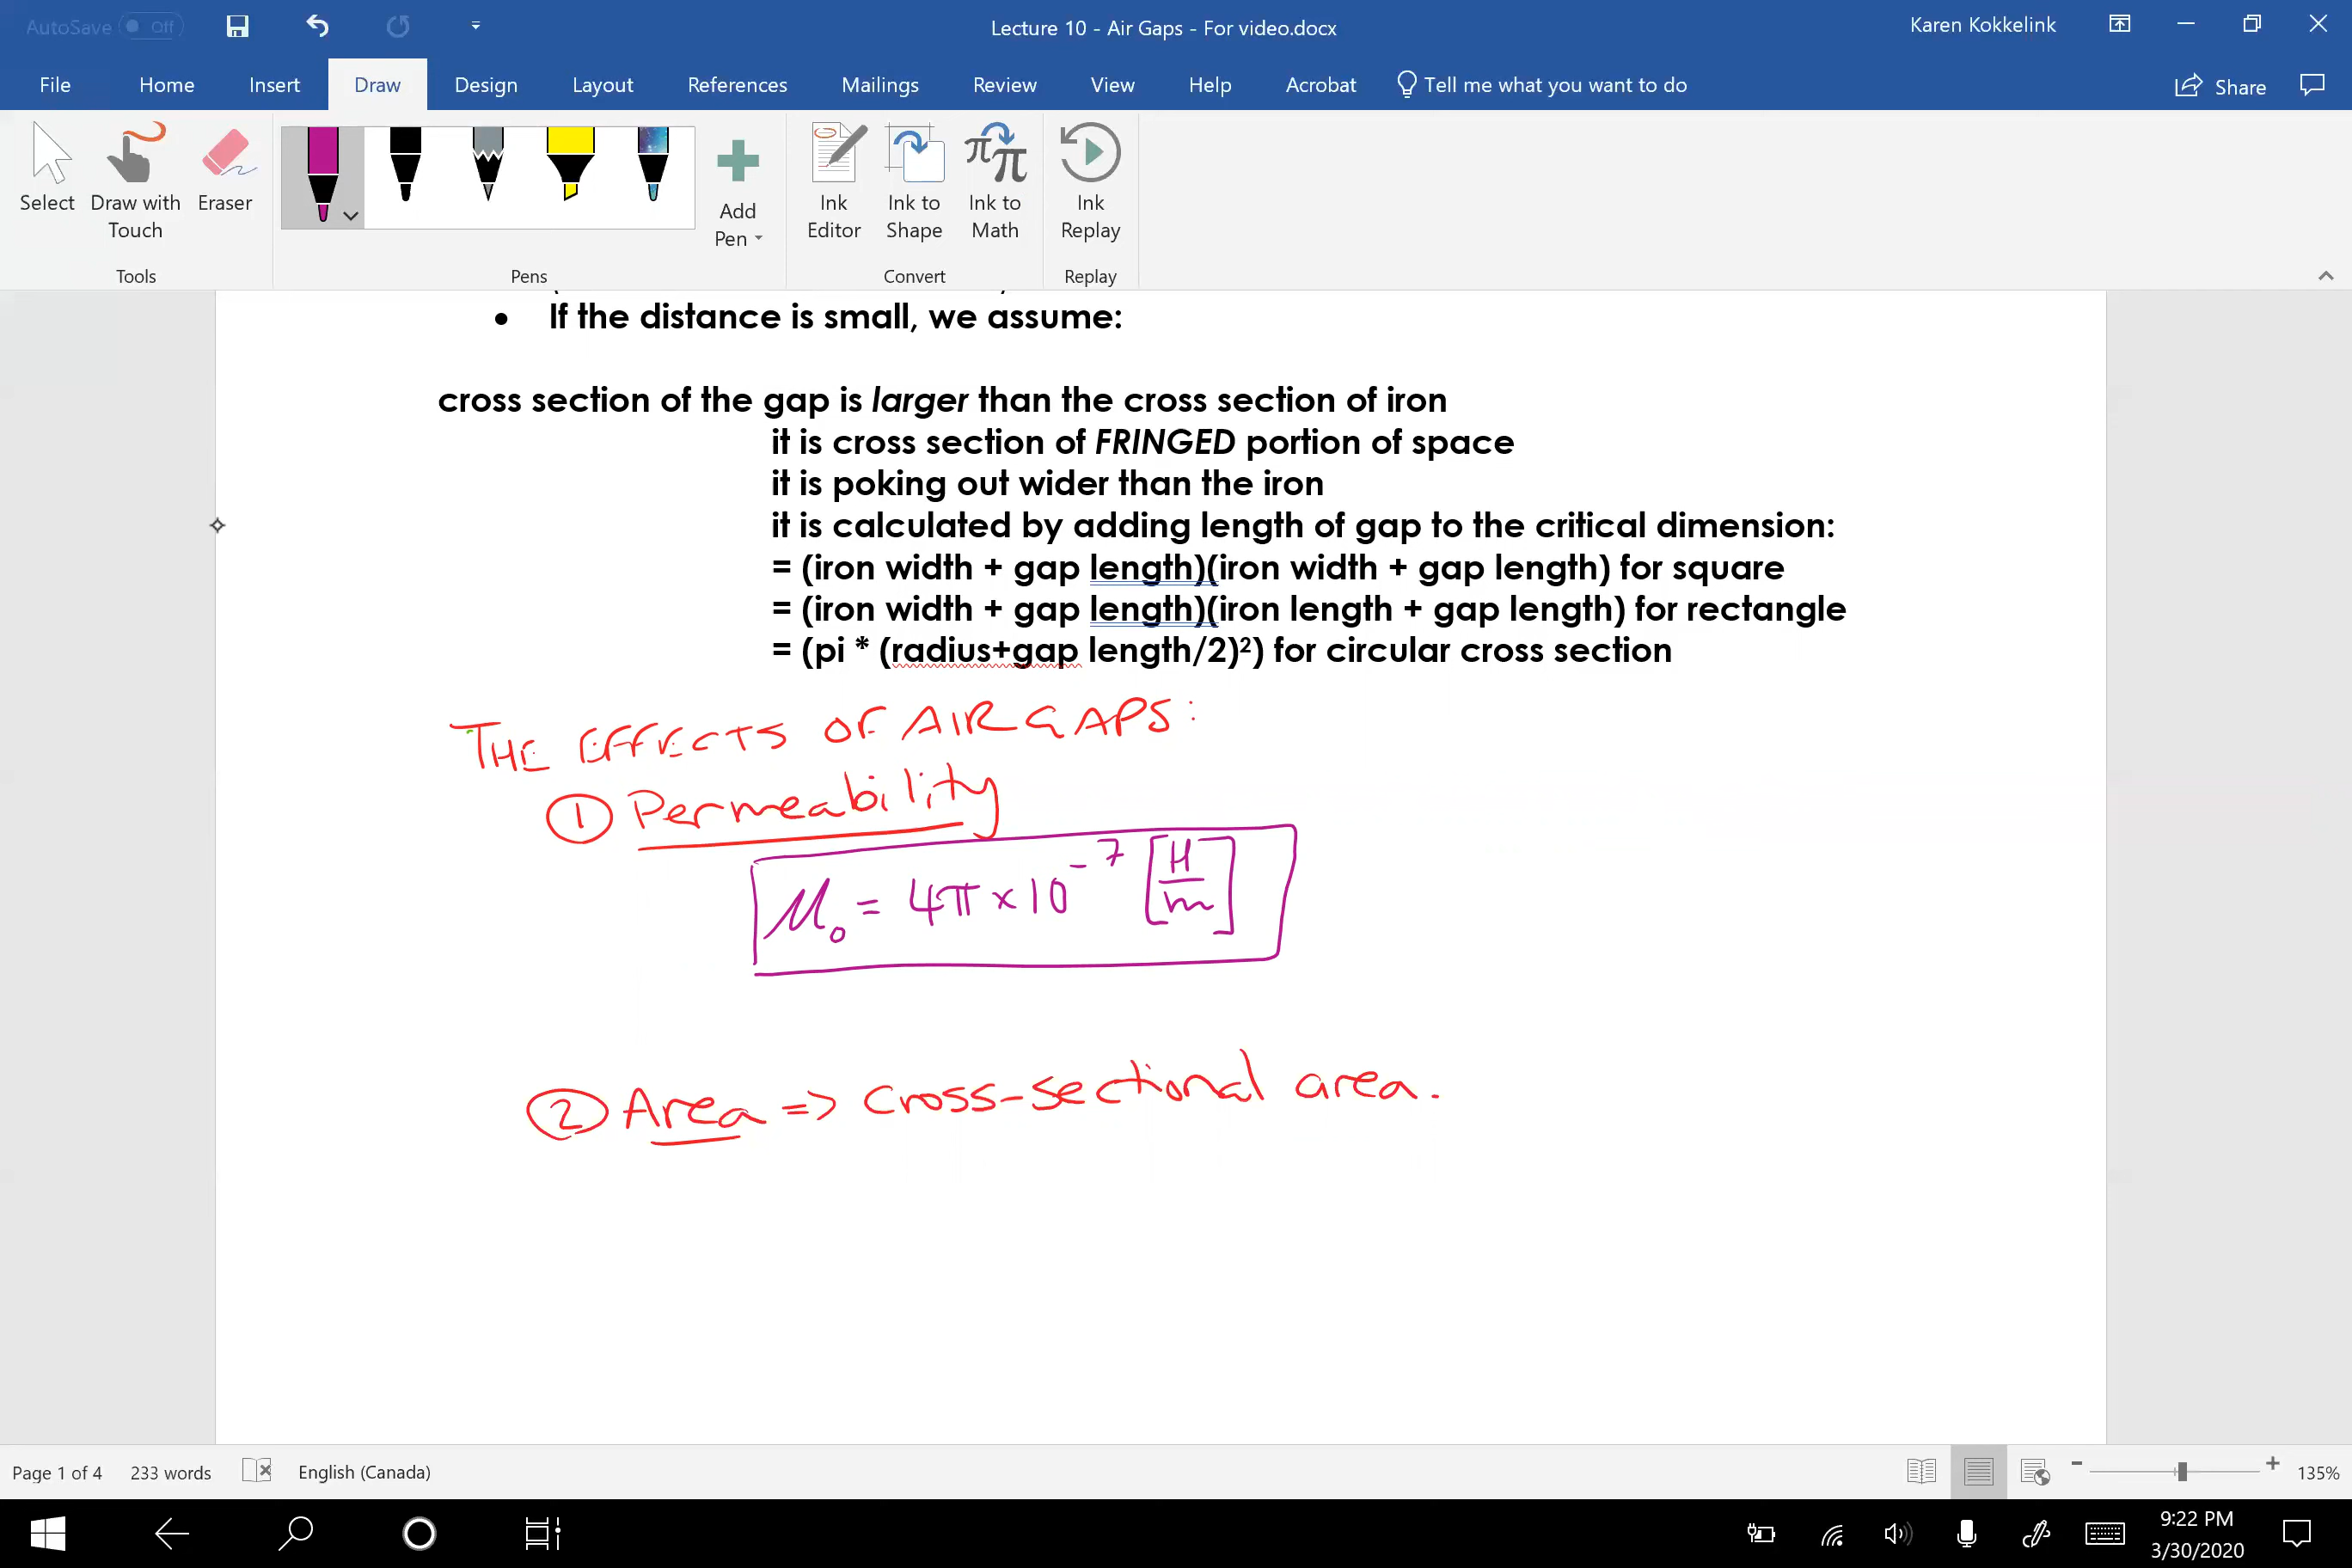 AutoSave Off
Lecture 10 - Air Gaps - For video.docx
Karen Kokkelink
File Home Insert Draw Design Layout References Mailings Review View Help Acrobat Tell me what you want to do Share
Select
Draw with Touch
Eraser
Add Pen
Ink Editor
Ink to Shape
Ink to Math
Ink Replay
Tools Pens Convert Replay
• If the distance is small, we assume:
cross section of the gap is larger than the cross section of iron
it is cross section of FRINGED portion of space
it is poking out wider than the iron
it is calculated by adding length of gap to the critical dimension:
= (iron width + gap length)(iron width + gap length) for square
= (iron width + gap length)(iron length + gap length) for rectangle
= (pi * (radius+gap length/2)²) for circular cross section
THE EFFECTS OF AIR GAPS:
① Permeability
μ₀ = 4π × 10⁻⁷ [H/m]
② Area => Cross-sectional area.
Page 1 of 4 233 words English (Canada) 135%
9:22 PM
3/30/2020